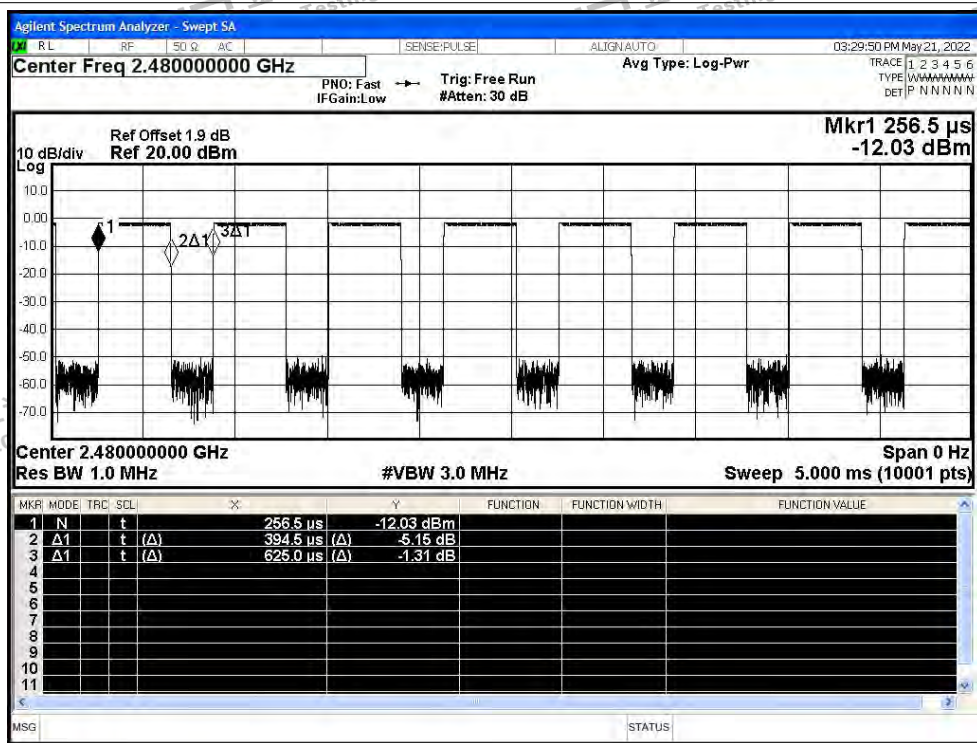 Testing
Testing
Agilent Spectrum Analyzer - Swept SA
LXI RL RF 50 Ω AC SENSE:PULSE ALIGN AUTO 03:29:50 PM May 21, 2022
Center Freq 2.480000000 GHz Avg Type: Log-Pwr TRACE 1 2 3 4 5 6
PNO: Fast Trig: Free Run TYPE WWWWWW
IFGain:Low #Atten: 30 dB DET P N N N N N
Ref Offset 1.9 dB Mkr1 256.5 µs
10 dB/div Ref 20.00 dBm -12.03 dBm
Log
10.0
0.00
1 2Δ1 3Δ1
-10.0
-20.0
-30.0
-40.0
-50.0
-60.0
-70.0
Center 2.480000000 GHz Span 0 Hz
Res BW 1.0 MHz #VBW 3.0 MHz Sweep 5.000 ms (10001 pts)
MKR MODE TRC SCL X Y FUNCTION FUNCTION WIDTH FUNCTION VALUE
1 N t 256.5 µs -12.03 dBm
2 Δ1 t (Δ) 394.5 µs (Δ) -5.15 dB
3 Δ1 t (Δ) 625.0 µs (Δ) -1.31 dB
4
5
6
7
8
9
10
11
MSG STATUS